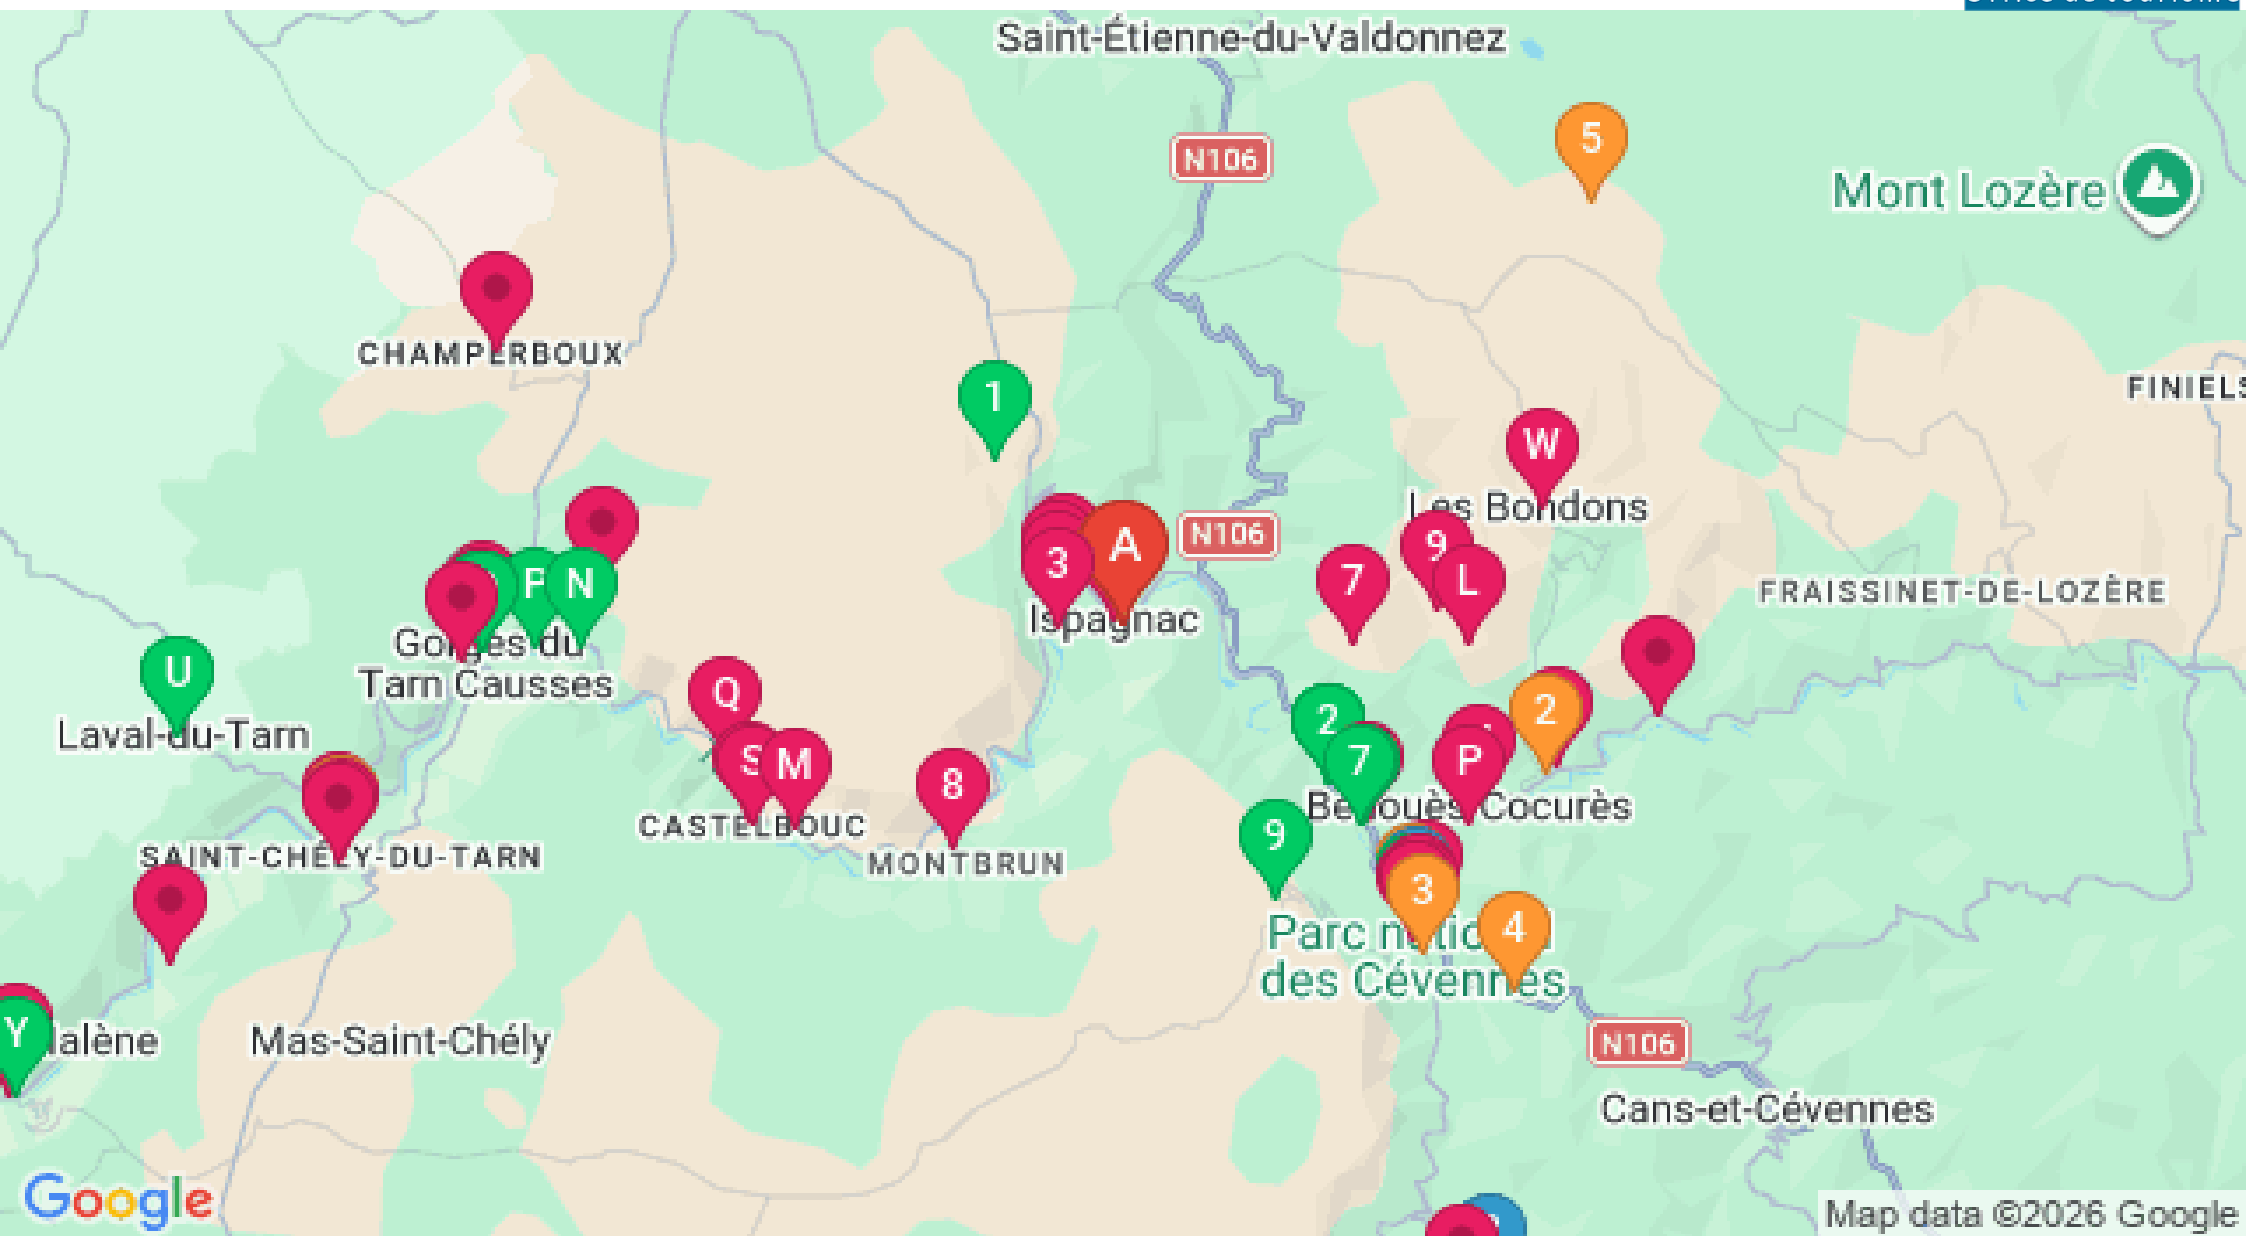 Saint-Étienne-du-Valdonnez
N106
5
Mont Lozère
CHAMPERBOUX
1
FINIELS
W
Les Bondons
A
N106
3
9
7
L
P
N
Ispagnac
FRAISSINET-DE-LOZÈRE
Gorges du
Tarn Causses
U
Q
2
2
Laval-du-Tarn
S
M
8
7
P
CASTELBOUC
9
Cocurès
SAINT-CHÉLY-DU-TARN
MONTBRUN
3
4
Parc national
des Cévennes
Y
Mas-Saint-Chély
N106
Cans-et-Cévennes
Google
Map data ©2026 Google